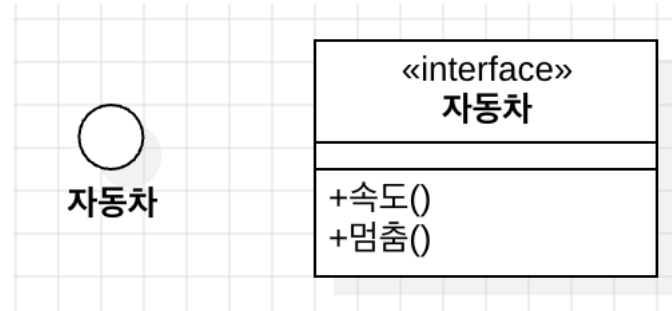 자동차
«interface»
자동차
+속도()
+멈춤()